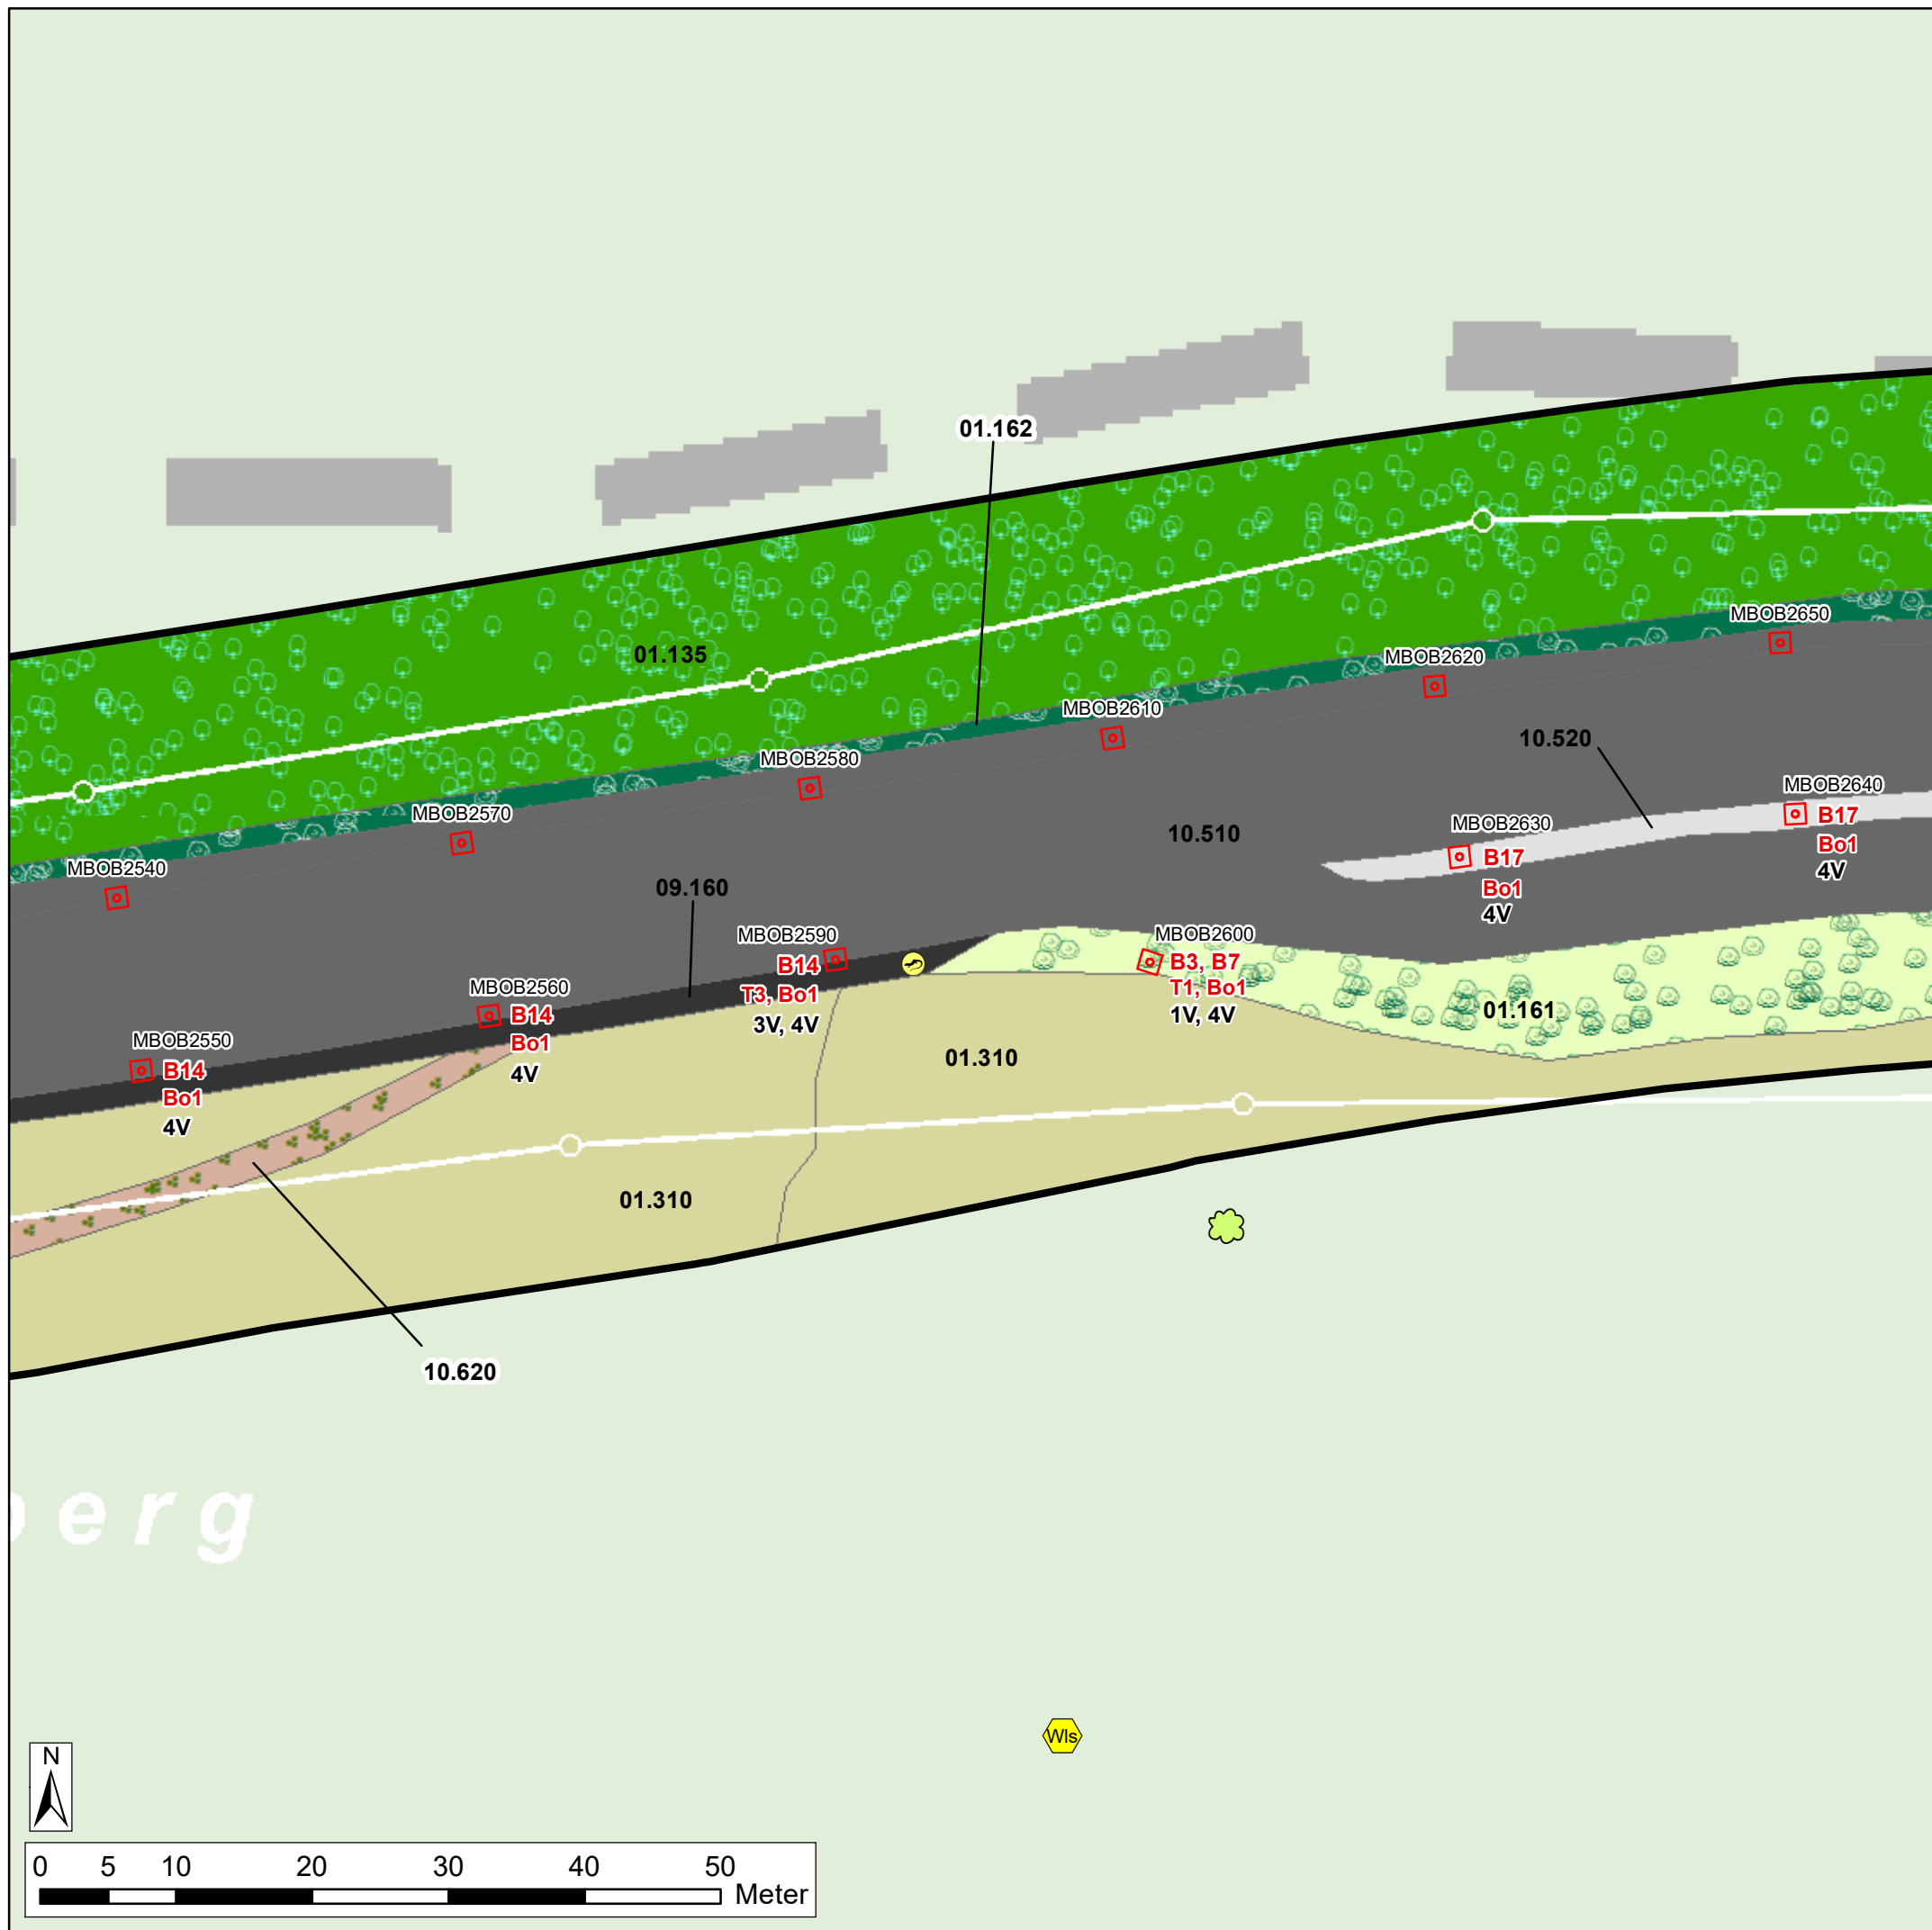 01.162
MBOB2650
01.135
MBOB2620
MBOB2610
10.520
MBOB2580
MBOB2640
B17
Bo1
4V
MBOB2570
MBOB2630
B17
Bo1
4V
10.510
MBOB2540
09.160
MBOB2590
B14
T3, Bo1
3V, 4V
MBOB2600
B3, B7
T1, Bo1
1V, 4V
MBOB2560
B14
Bo1
4V
01.161
MBOB2550
B14
Bo1
4V
01.310
01.310
10.620
berg
Wls
N
0 5 10 20 30 40 50
Meter